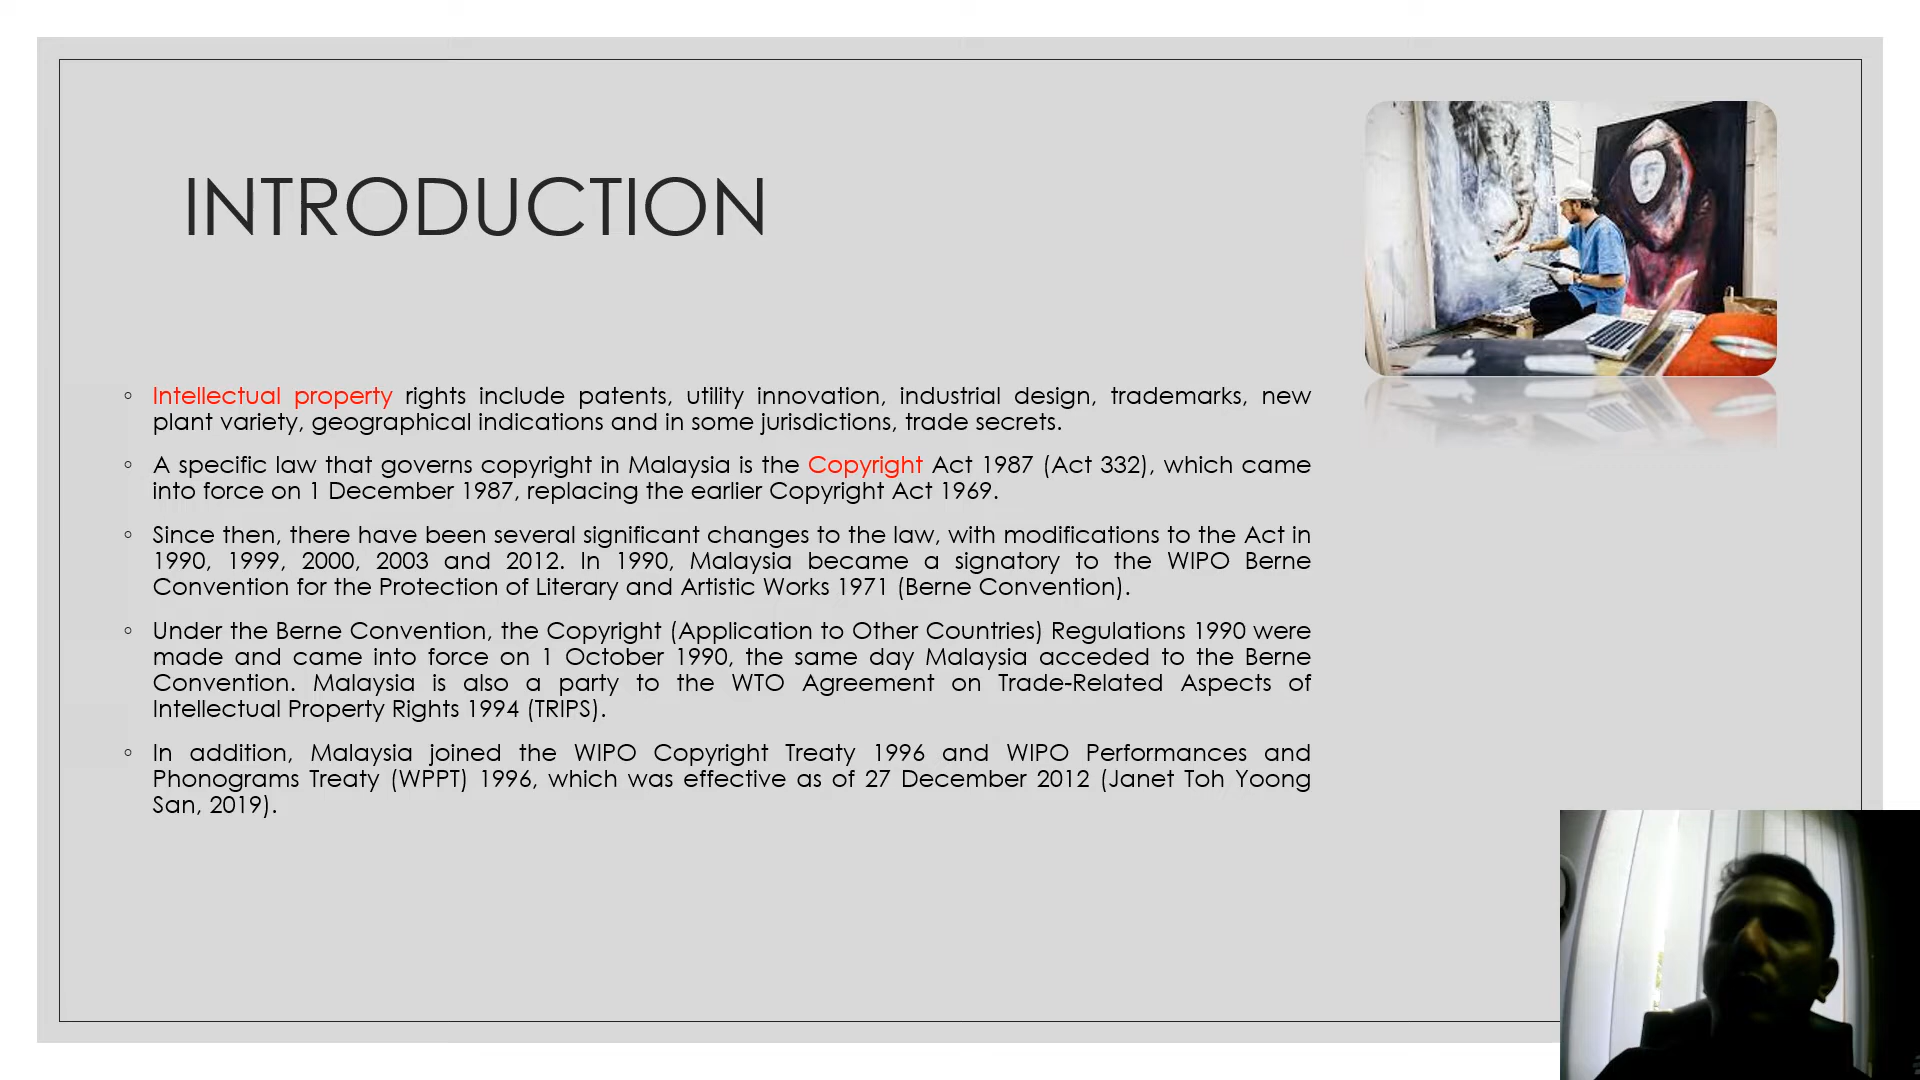 INTRODUCTION
◦ Intellectual property rights include patents, utility innovation, industrial design, trademarks, new
plant variety, geographical indications and in some jurisdictions, trade secrets.
◦ A specific law that governs copyright in Malaysia is the Copyright Act 1987 (Act 332), which came
into force on 1 December 1987, replacing the earlier Copyright Act 1969.
◦ Since then, there have been several significant changes to the law, with modifications to the Act in
1990, 1999, 2000, 2003 and 2012. In 1990, Malaysia became a signatory to the WIPO Berne
Convention for the Protection of Literary and Artistic Works 1971 (Berne Convention).
◦ Under the Berne Convention, the Copyright (Application to Other Countries) Regulations 1990 were
made and came into force on 1 October 1990, the same day Malaysia acceded to the Berne
Convention. Malaysia is also a party to the WTO Agreement on Trade-Related Aspects of
Intellectual Property Rights 1994 (TRIPS).
◦ In addition, Malaysia joined the WIPO Copyright Treaty 1996 and WIPO Performances and
Phonograms Treaty (WPPT) 1996, which was effective as of 27 December 2012 (Janet Toh Yoong
San, 2019).